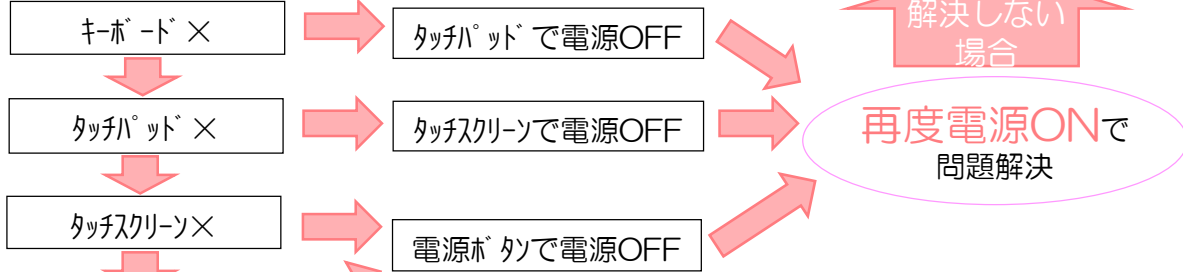 キーボード×
タッチパッドで電源OFF
解決しない
場合
タッチパッド×
タッチスクリーンで電源OFF
再度電源ONで
問題解決
タッチスクリーン×
電源ボタンで電源OFF